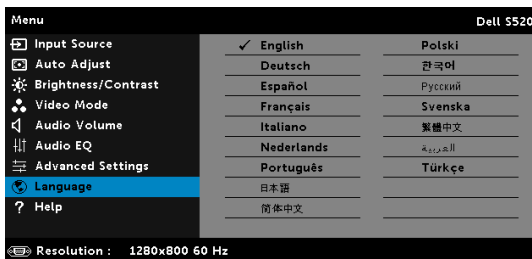 Menu
Dell S520
Input Source
Auto Adjust
Brightness/Contrast
Video Mode
Audio Volume
Audio EQ
Advanced Settings
Language
Help
English
Deutsch
Español
Français
Italiano
Nederlands
Português
日本語
简体中文
Polski
한국어
Русский
Svenska
繁體中文
العربية
Türkçe
Resolution : 1280x800 60 Hz